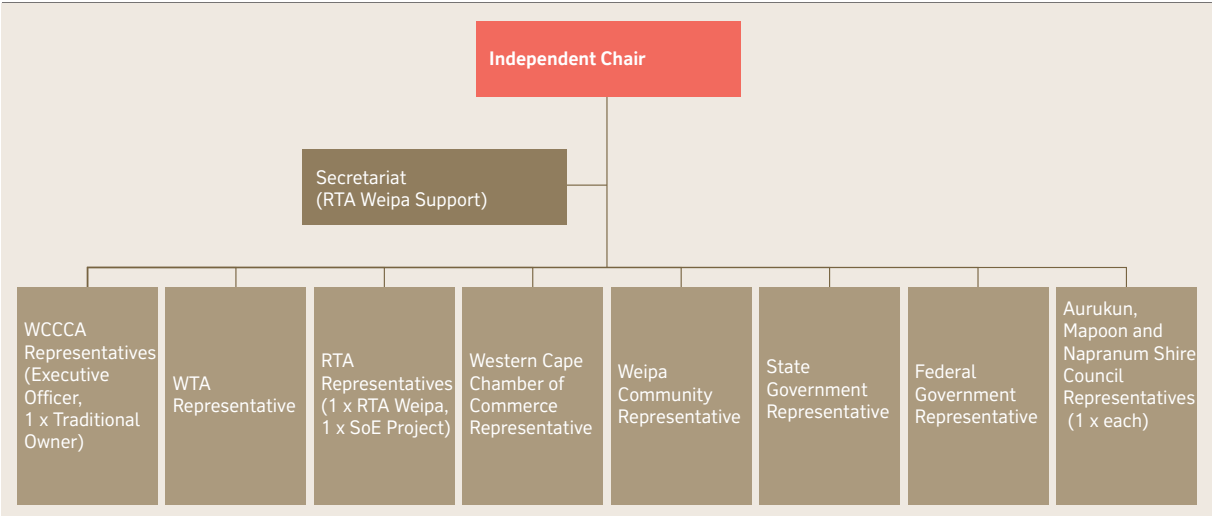 Independent Chair
Secretariat
(RTA Weipa Support)
WCCCA
Representatives
(Executive
Officer,
1 x Traditional
Owner)
WTA
Representative
RTA
Representatives
(1 x RTA Weipa,
1 x SoE Project)
Western Cape
Chamber of
Commerce
Representative
Weipa
Community
Representative
State
Government
Representative
Federal
Government
Representative
Aurukun,
Mapoon and
Napranum Shire
Council
Representatives
(1 x each)